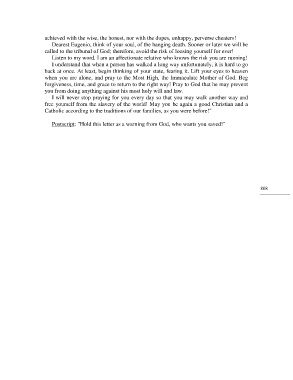 achieved with the wise, the honest, nor with the dopes, unhappy, perverse cheaters!
Dearest Eugenio, think of your soul, of the hanging death. Sooner or later we will be
called to the tribunal of God; therefore, avoid the risk of loosing yourself for ever!
Listen to my word, I am an affectionate relative who knows the risk you are running!
I understand that when a person has walked a long way unfortunately, it is hard to go
back at once. At least, begin thinking of your state, fearing it. Lift your eyes to heaven
when you are alone, and pray to the Most High, the Immaculate Mother of God. Beg
forgiveness, time, and grace to return to the right way! Pray to God that he may prevent
you from doing anything against his most holy will and law.
I will never stop praying for you every day so that you may walk another way and
free yourself from the slavery of the world! May you be again a good Christian and a
Catholic according to the traditions of our families, as you were before!"
Postscript: "Hold this letter as a warning from God, who wants you saved!"